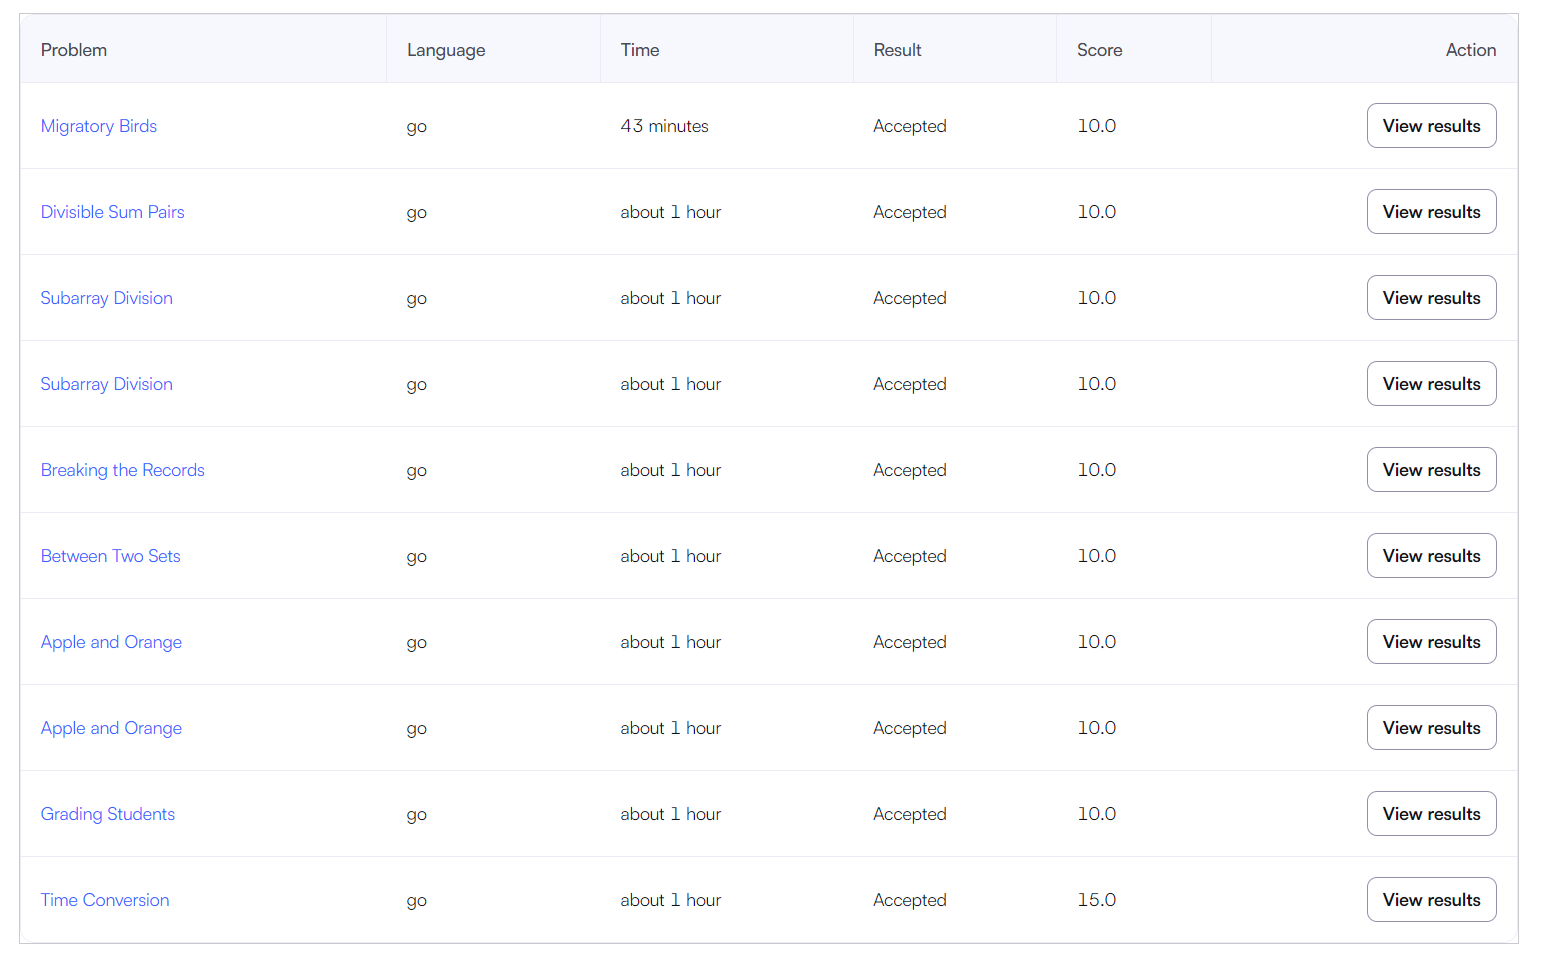 Problem Language Time Result Score Action
Migratory Birds go 43 minutes Accepted 10.0 View results
Divisible Sum Pairs go about 1 hour Accepted 10.0 View results
Subarray Division go about 1 hour Accepted 10.0 View results
Subarray Division go about 1 hour Accepted 10.0 View results
Breaking the Records go about 1 hour Accepted 10.0 View results
Between Two Sets go about 1 hour Accepted 10.0 View results
Apple and Orange go about 1 hour Accepted 10.0 View results
Apple and Orange go about 1 hour Accepted 10.0 View results
Grading Students go about 1 hour Accepted 10.0 View results
Time Conversion go about 1 hour Accepted 15.0 View results